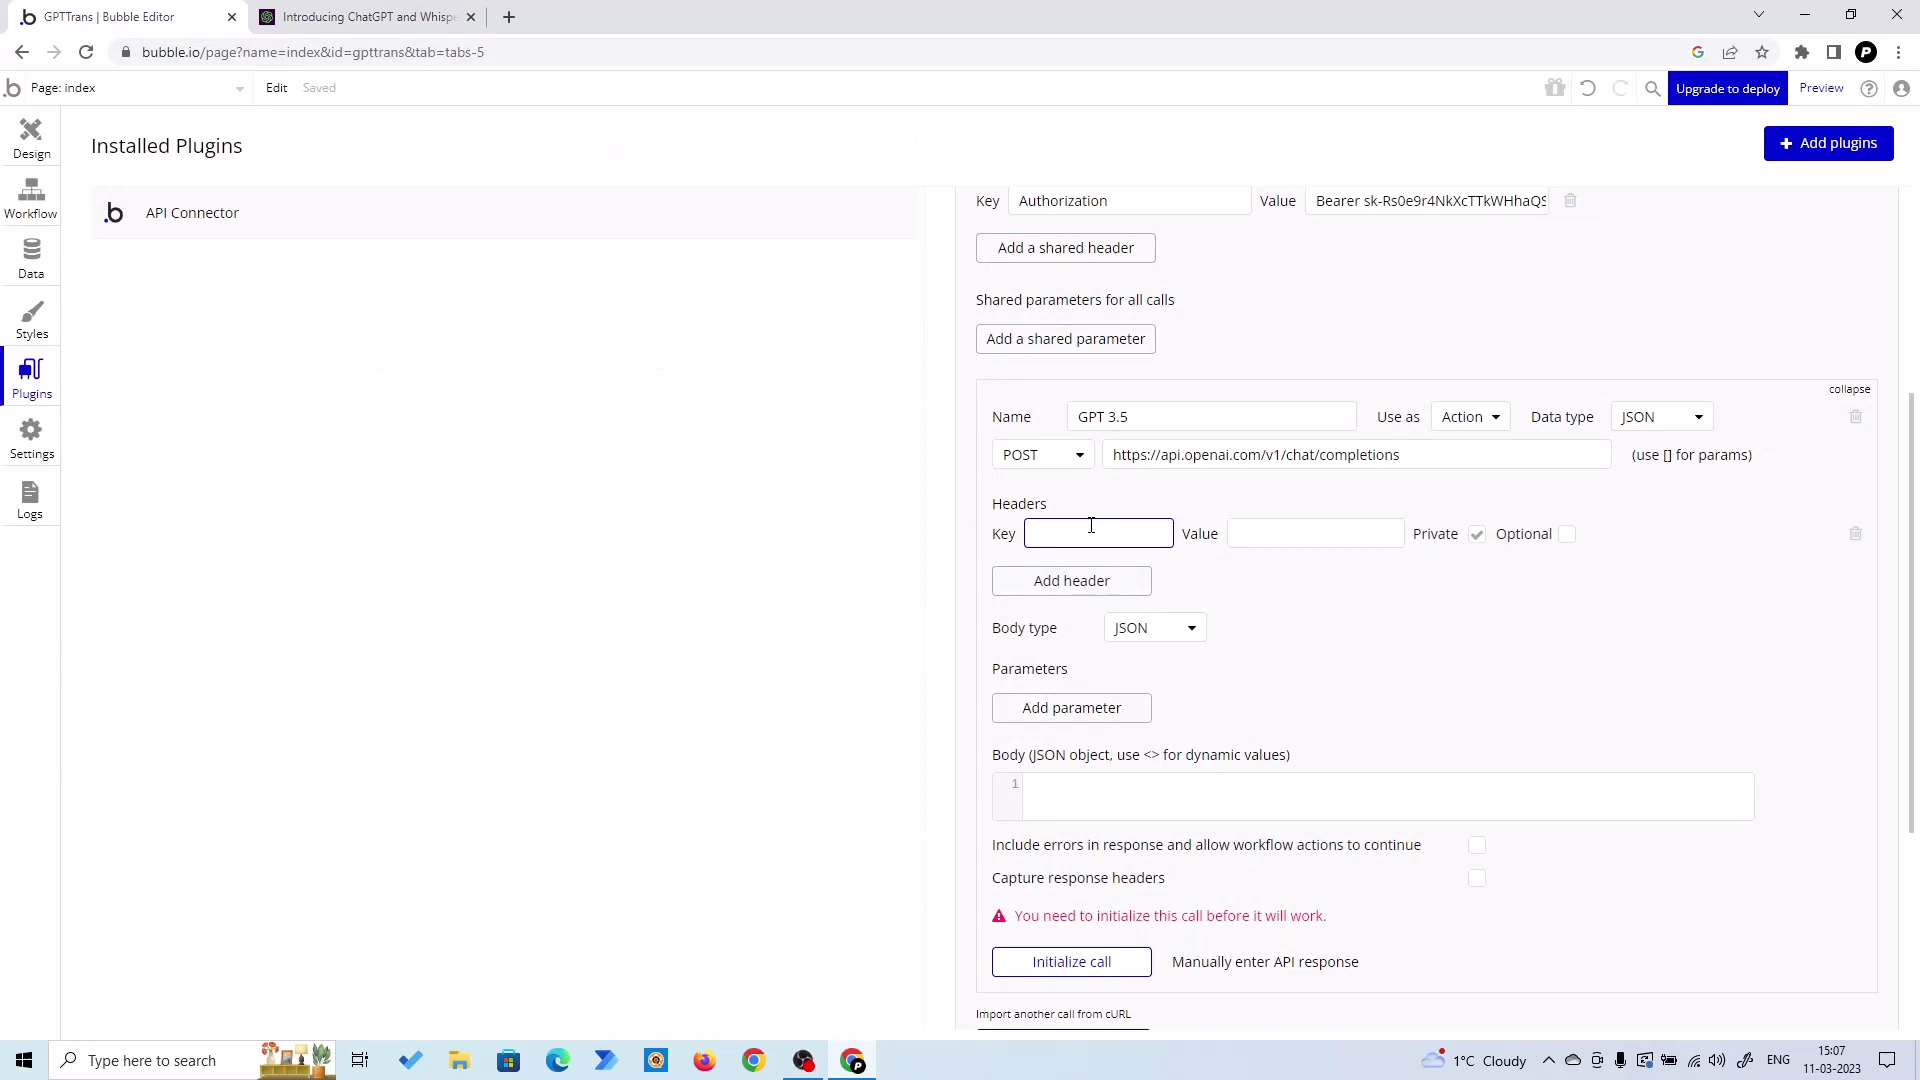 GPTTrans | Bubble Editor
Introducing ChatGPT and Whispe
bubble.io/page?name=index&id=gpttrans&tab=tabs-5
Page: index
Edit
Saved
Upgrade to deploy
Preview
Design
Workflow
Data
Styles
Plugins
Settings
Logs
Installed Plugins
Add plugins
API Connector
Key Authorization Value Bearer sk-Rs0e9r4NkXcTTkWHhaQS
Add a shared header
Shared parameters for all calls
Add a shared parameter
collapse
Name GPT 3.5 Use as Action Data type JSON
POST https://api.openai.com/v1/chat/completions (use [] for params)
Headers
Key Value Private Optional
Add header
Body type JSON
Parameters
Add parameter
Body (JSON object, use <> for dynamic values)
1
Include errors in response and allow workflow actions to continue
Capture response headers
You need to initialize this call before it will work.
Initialize call Manually enter API response
Import another call from cURL
Type here to search
1°C Cloudy
ENG
15:07
11-03-2023